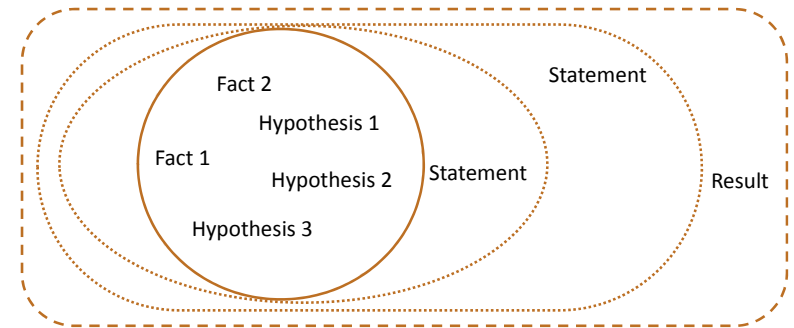 Statement
Fact 2
Hypothesis 1
Fact 1
Hypothesis 2
Statement
Result
Hypothesis 3